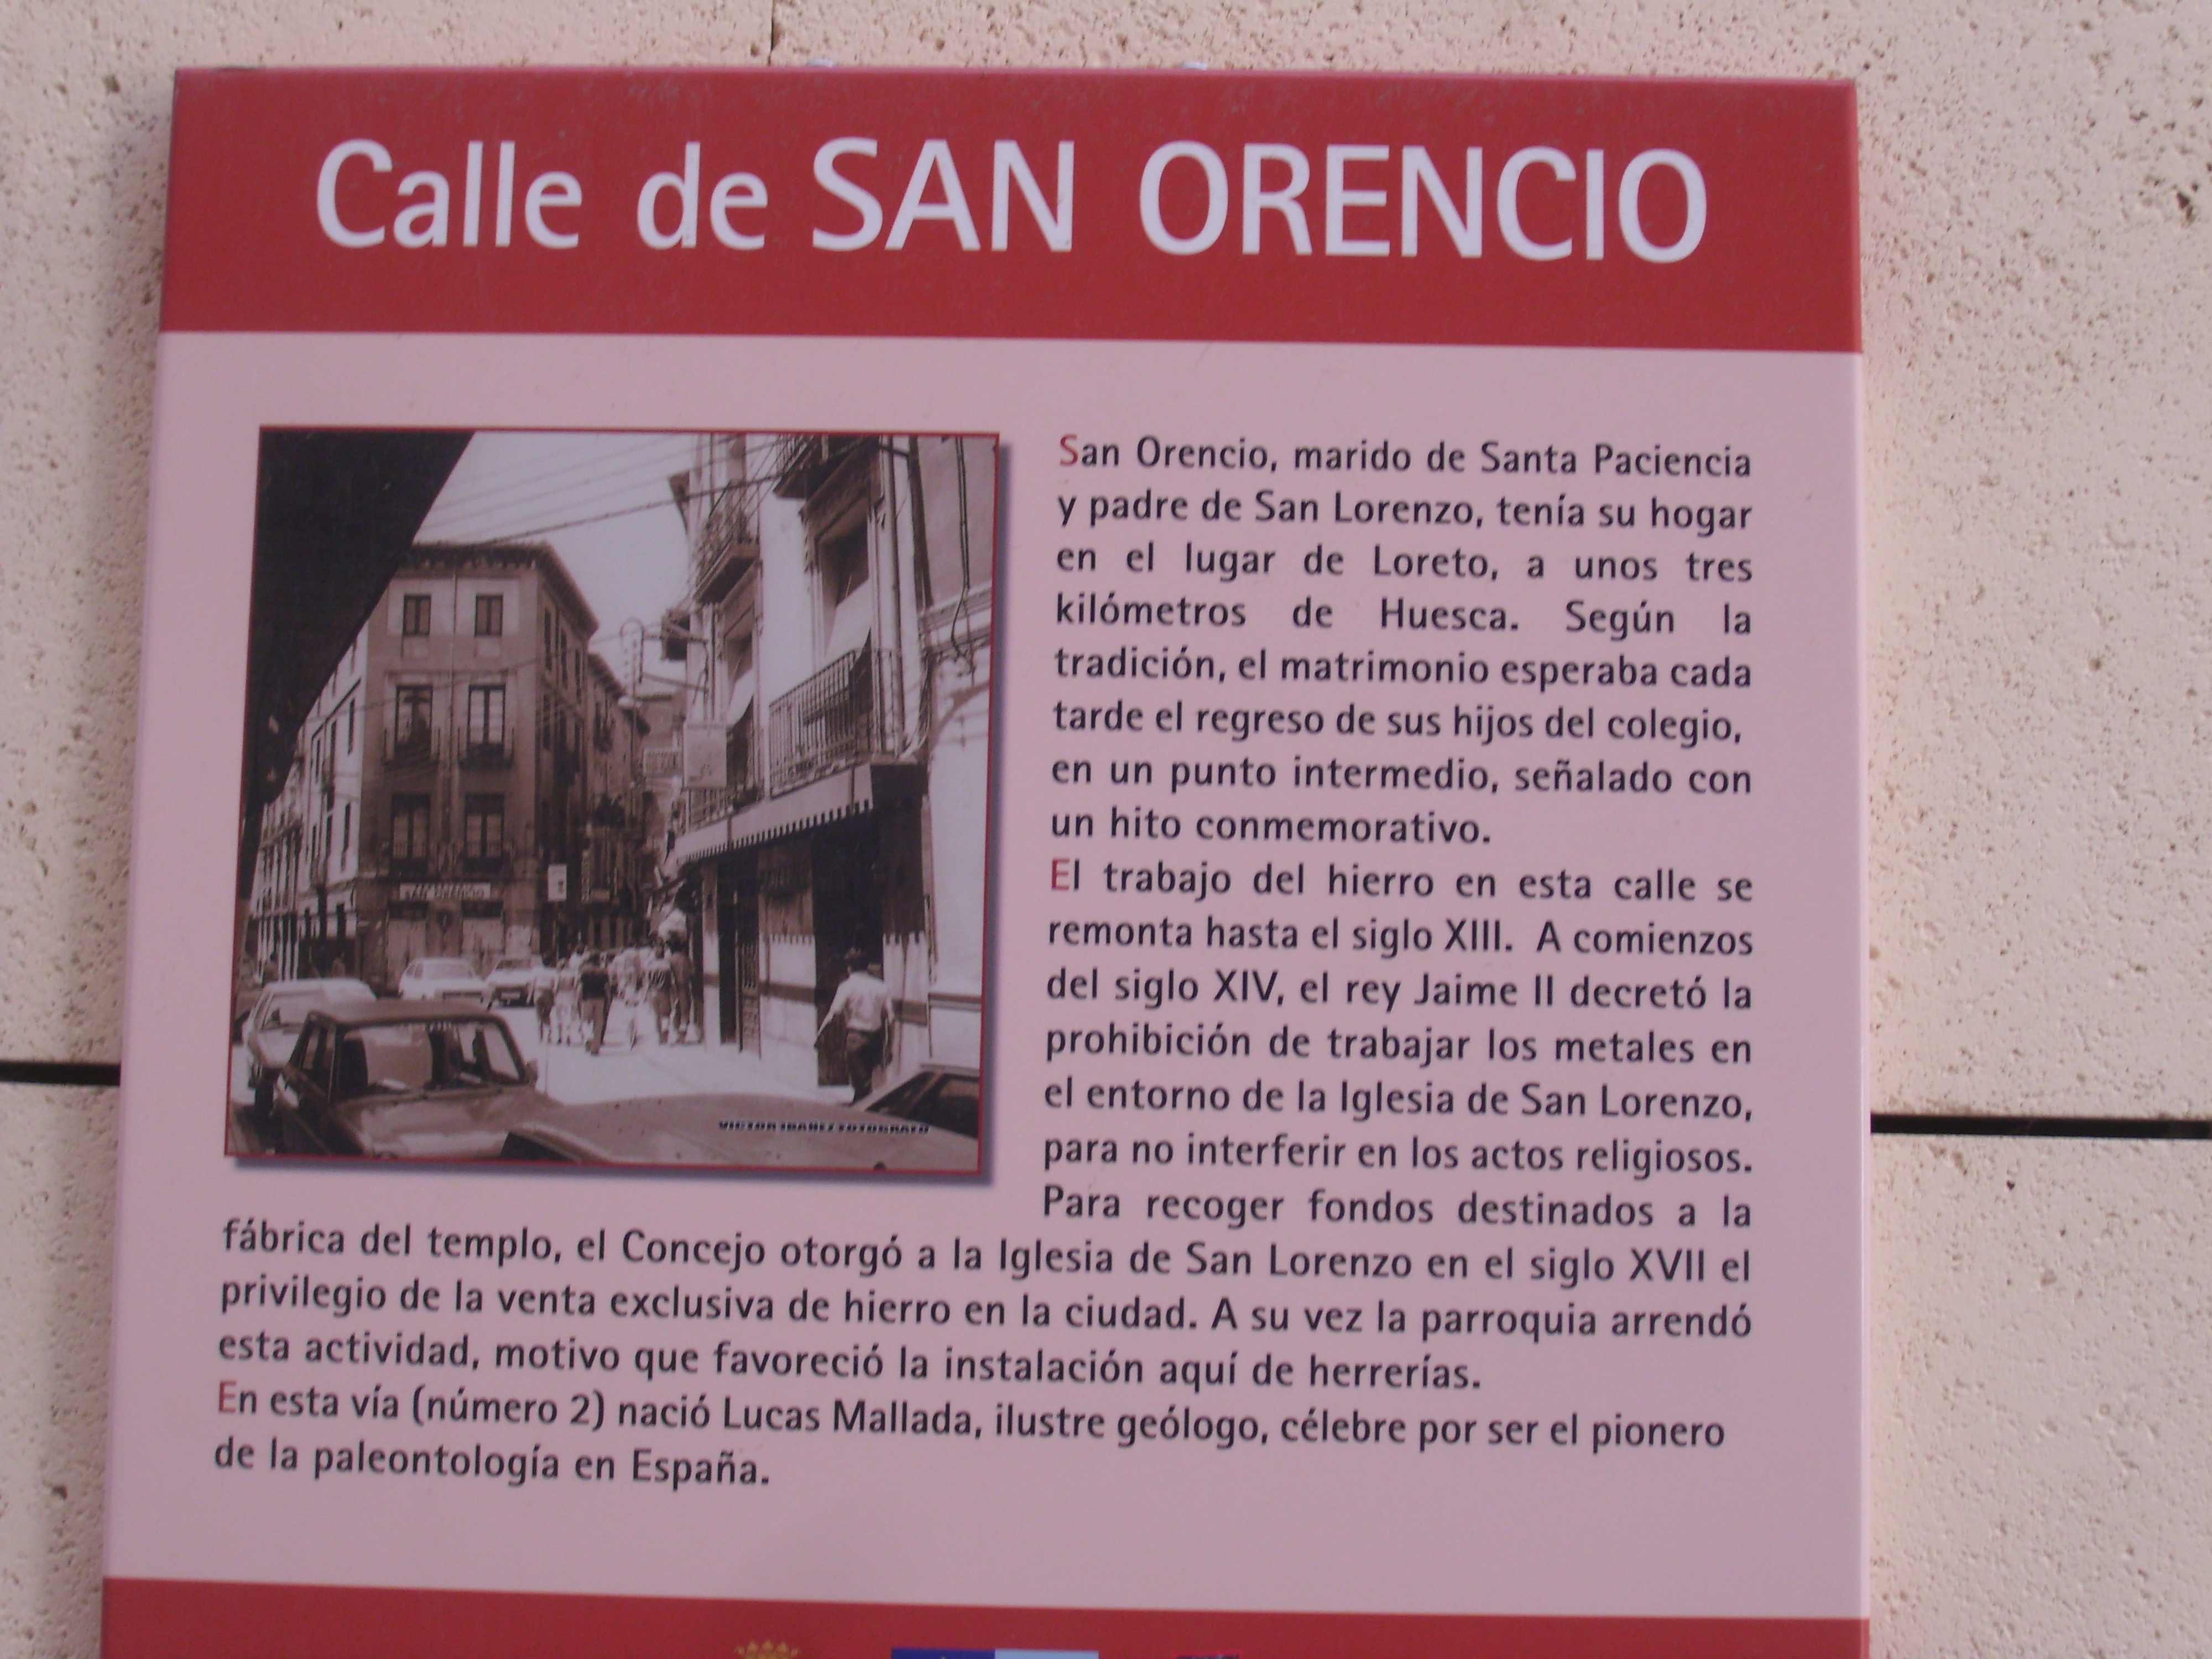 Calle de SAN ORENCIO
San Orencio, marido de Santa Paciencia
y padre de San Lorenzo, tenía su hogar
en el lugar de Loreto, a unos tres
kilómetros de Huesca. Según la
tradición, el matrimonio esperaba cada
tarde el regreso de sus hijos del colegio,
en un punto intermedio, señalado con
un hito conmemorativo.
El trabajo del hierro en esta calle se
remonta hasta el siglo XIII. A comienzos
del siglo XIV, el rey Jaime II decretó la
prohibición de trabajar los metales en
el entorno de la Iglesia de San Lorenzo,
para no interferir en los actos religiosos.
Para recoger fondos destinados a la
fábrica del templo, el Concejo otorgó a la Iglesia de San Lorenzo en el siglo XVII el
privilegio de la venta exclusiva de hierro en la ciudad. A su vez la parroquia arrendó
esta actividad, motivo que favoreció la instalación aquí de herrerías.
En esta vía (número 2) nació Lucas Mallada, ilustre geólogo, célebre por ser el pionero
de la paleontología en España.
VICTOR IBAÑEZ FOTOGRAFO